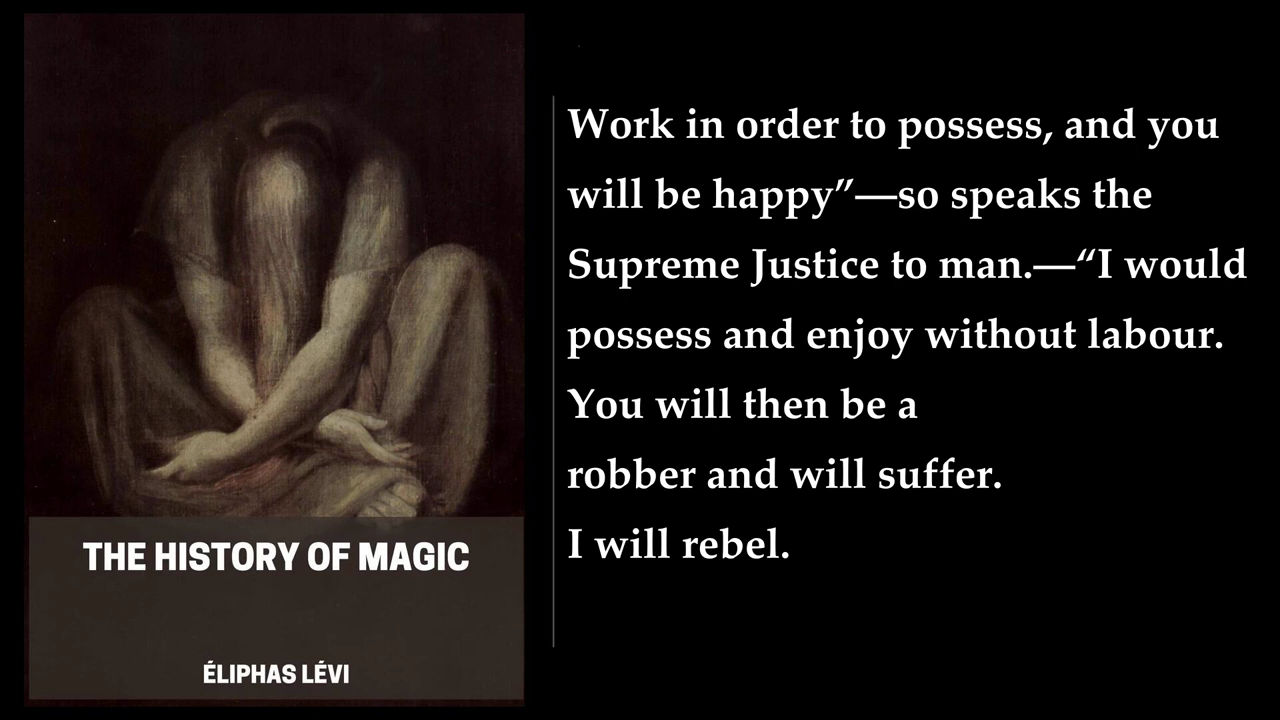 THE HISTORY OF MAGIC
ÉLIPHAS LÉVI
Work in order to possess, and you
will be happy”—so speaks the
Supreme Justice to man.—“I would
possess and enjoy without labour.
You will then be a
robber and will suffer.
I will rebel.